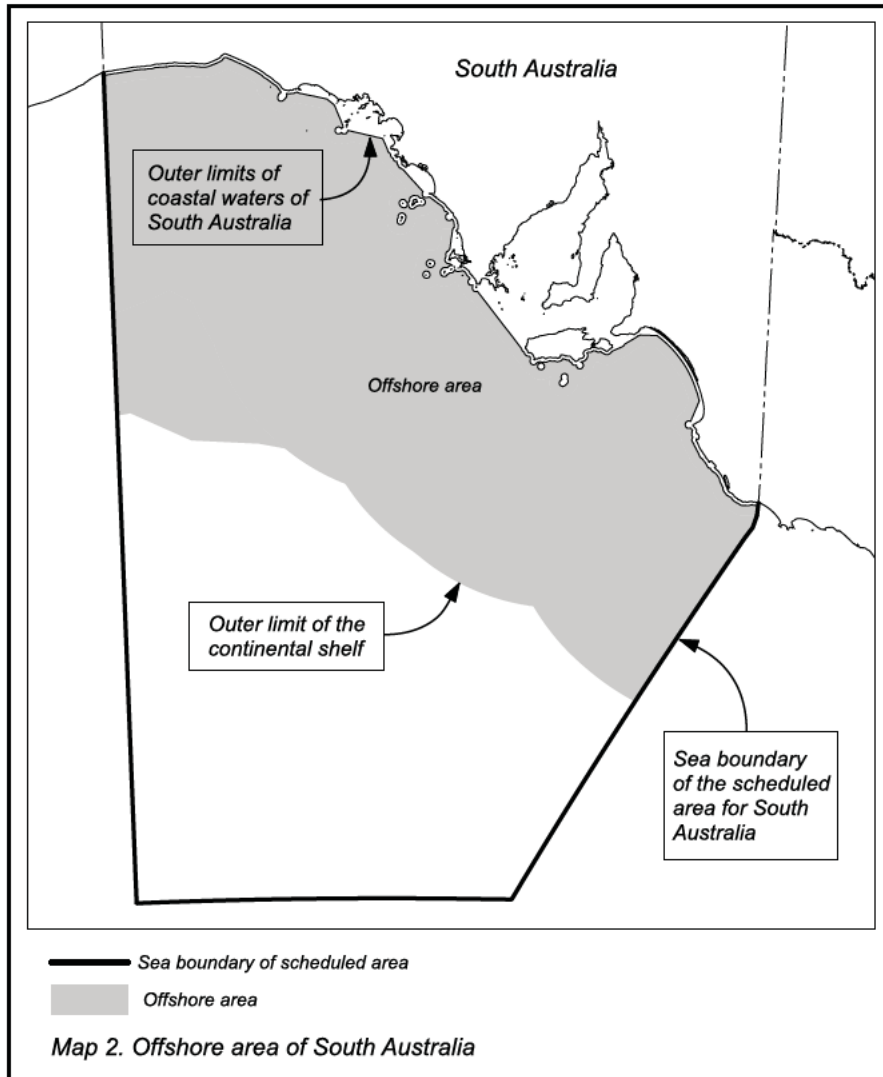 South Australia
Outer limits of
coastal waters of
South Australia
Offshore area
Outer limit of the
continental shelf
Sea boundary
of the scheduled
area for South
Australia
Sea boundary of scheduled area
Offshore area
Map 2. Offshore area of South Australia